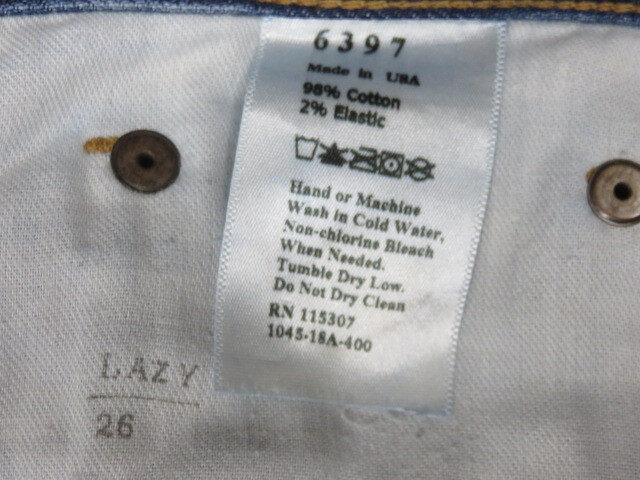 6397
Made in USA
98% Cotton
2% Elastic
Hand or Machine
Wash in Cold Water,
Non-chlorine Bleach
When Needed.
Tumble Dry Low.
Do Not Dry Clean
RN 115307
1045-18A-400
LAZY
26